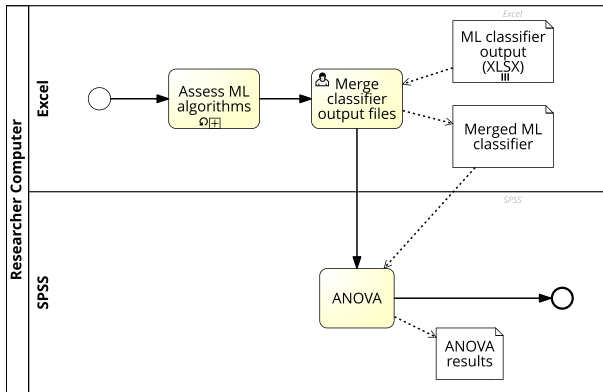 Researcher Computer
Excel
Excel
Assess ML
algorithms
Merge
classifier
output files
ML classifier
output
(XLSX)
Merged ML
classifier
SPSS
SPSS
ANOVA
ANOVA
results